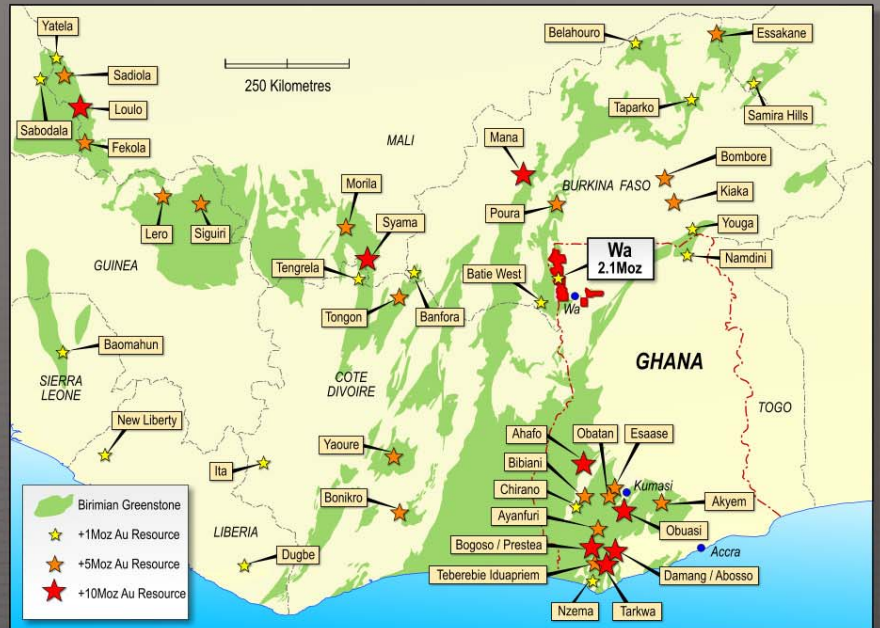 Yatela
Sadiola
Loulo
Sabodala
Fekola
250 Kilometres
Belahouro
Essakane
Taparko
Samira Hills
MALI
Mana
Bombore
BURKINA FASO
Kiaka
Poura
Morila
Syama
Lero
Siguiri
Youga
Wa
2.1Moz
Namdini
GUINEA
Tengrela
Batie West
Wa
Tongon
Banfora
Baomahun
GHANA
SIERRA
LEONE
COTE
DIVOIRE
TOGO
New Liberty
Ahafo
Obatan
Esaase
Yaoure
Bibiani
Ita
Kumasi
Chirano
Akyem
Bonikro
Ayanfuri
Obuasi
LIBERIA
Bogoso / Prestea
Accra
Dugbe
Teberebie Iduapriem
Damang / Abosso
Nzema
Tarkwa
Birimian Greenstone
+1Moz Au Resource
+5Moz Au Resource
+10Moz Au Resource